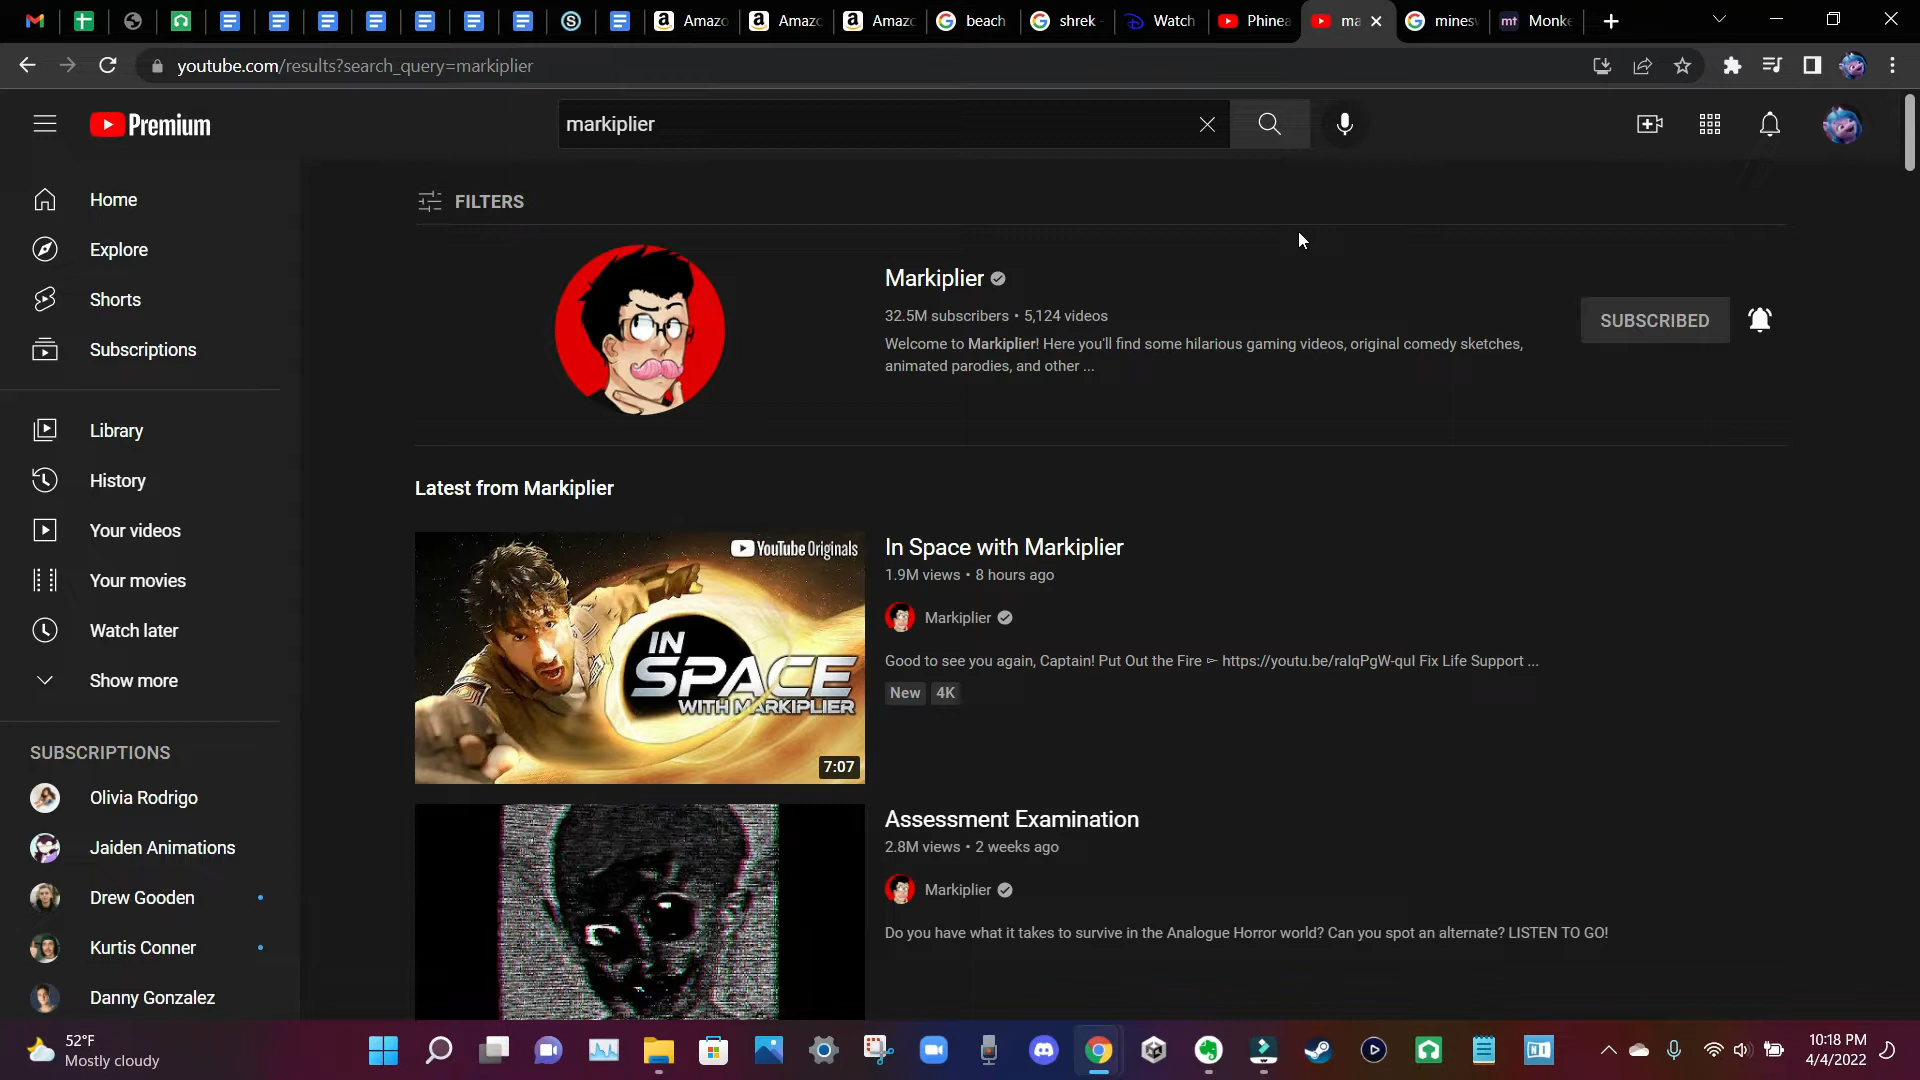 Amazo
Amazo
Amazo
beach
shrek
Watch
Phinea
ma
mines
mt
Monke
youtube.com/results?search_query=markiplier
Premium
markiplier
Home
Explore
Shorts
Subscriptions
Library
History
Your videos
Your movies
Watch later
Show more
SUBSCRIPTIONS
Olivia Rodrigo
Jaiden Animations
Drew Gooden
Kurtis Conner
Danny Gonzalez
FILTERS
Markiplier
32.5M subscribers • 5,124 videos
Welcome to Markiplier! Here you'll find some hilarious gaming videos, original comedy sketches,
animated parodies, and other ...
SUBSCRIBED
Latest from Markiplier
YouTube Originals
IN
SPACE
WITH MARKIPLIER
7:07
In Space with Markiplier
1.9M views • 8 hours ago
Markiplier
Good to see you again, Captain! Put Out the Fire ► https://youtu.be/ralqPgW-quI Fix Life Support ...
New
4K
Assessment Examination
2.8M views • 2 weeks ago
Markiplier
Do you have what it takes to survive in the Analogue Horror world? Can you spot an alternate? LISTEN TO GO!
52°F
Mostly cloudy
N
10:18 PM
4/4/2022